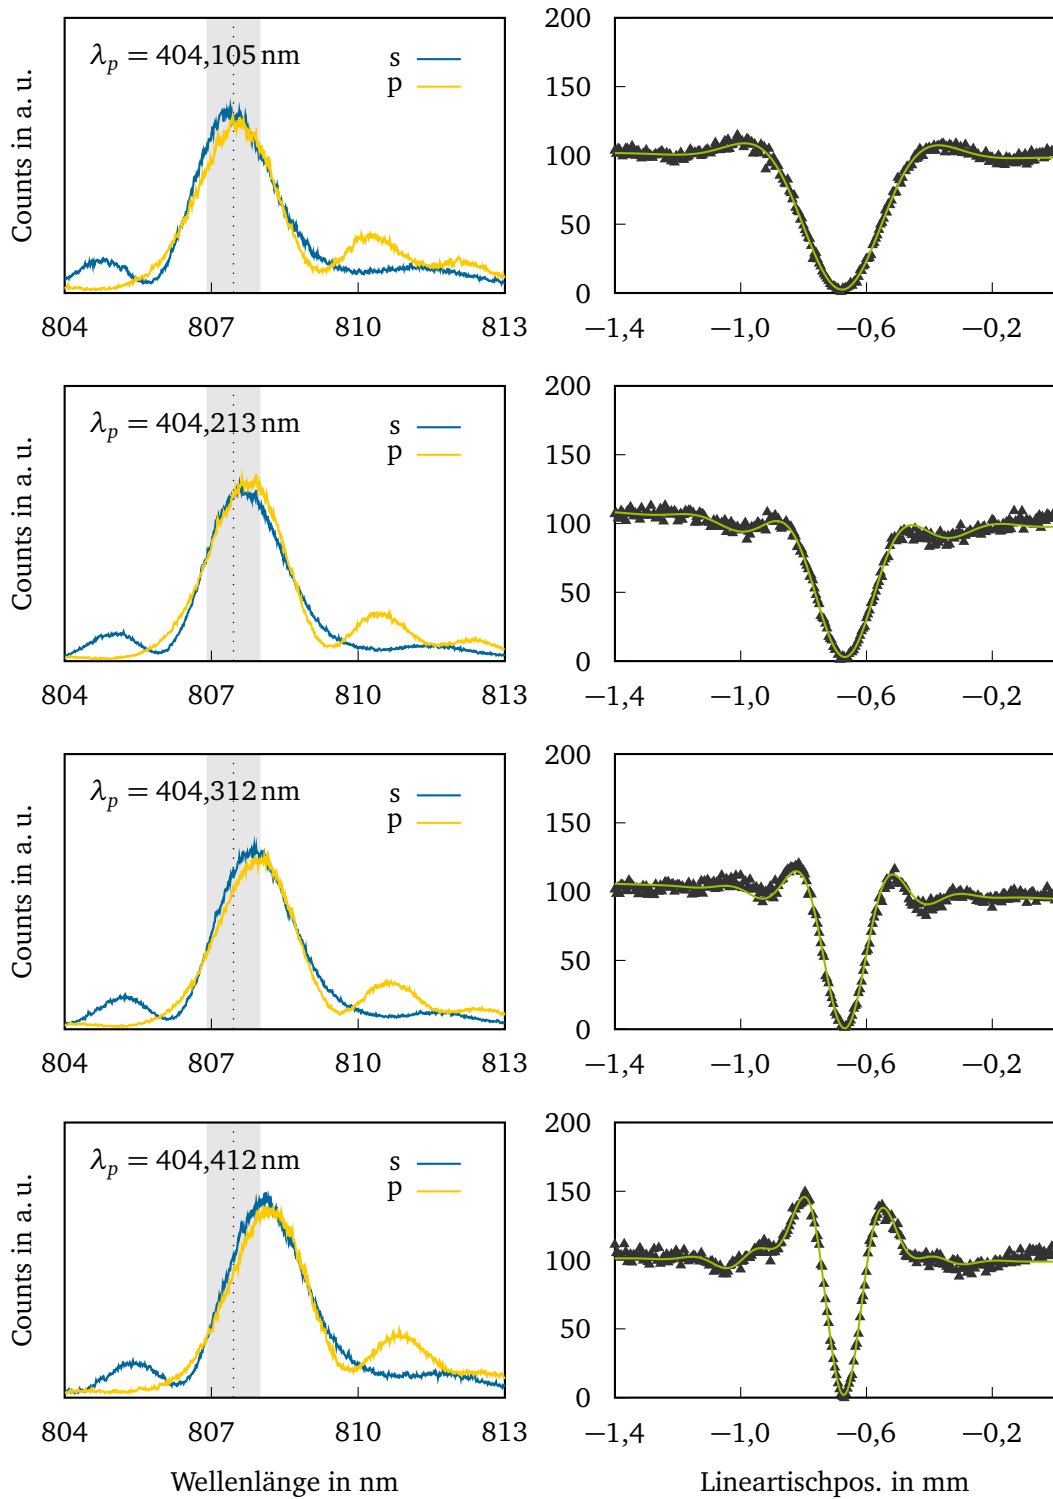 Counts in a. u.
λp = 404,105 nm
s
p
804 807 810 813
200
150
100
50
0
−1,4 −1,0 −0,6 −0,2
Counts in a. u.
λp = 404,213 nm
s
p
804 807 810 813
200
150
100
50
0
−1,4 −1,0 −0,6 −0,2
Counts in a. u.
λp = 404,312 nm
s
p
804 807 810 813
200
150
100
50
0
−1,4 −1,0 −0,6 −0,2
Counts in a. u.
λp = 404,412 nm
s
p
804 807 810 813
Wellenlänge in nm
200
150
100
50
0
−1,4 −1,0 −0,6 −0,2
Lineartischpos. in mm